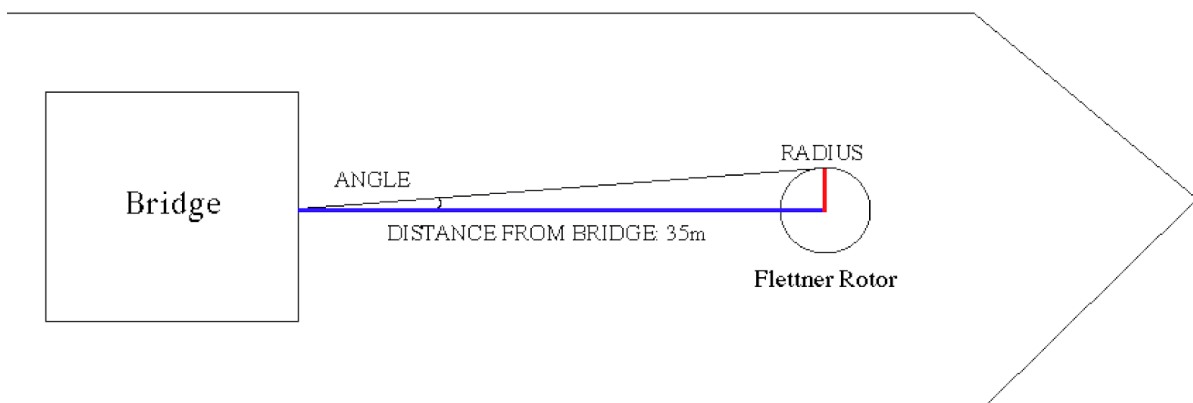 RADIUS
ANGLE
Bridge
DISTANCE FROM BRIDGE: 35m
Flettner Rotor